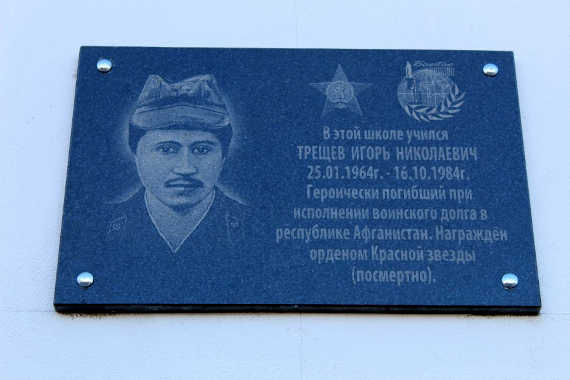 В этой школе учился
ТРЕЩЕВ ИГОРЬ НИКОЛАЕВИЧ
25.01.1964г. - 16.10.1984г.
Героически погибший при
исполнении воинского долга в
республике Афганистан. Награждён
орденом Красной звезды
(посмертно).